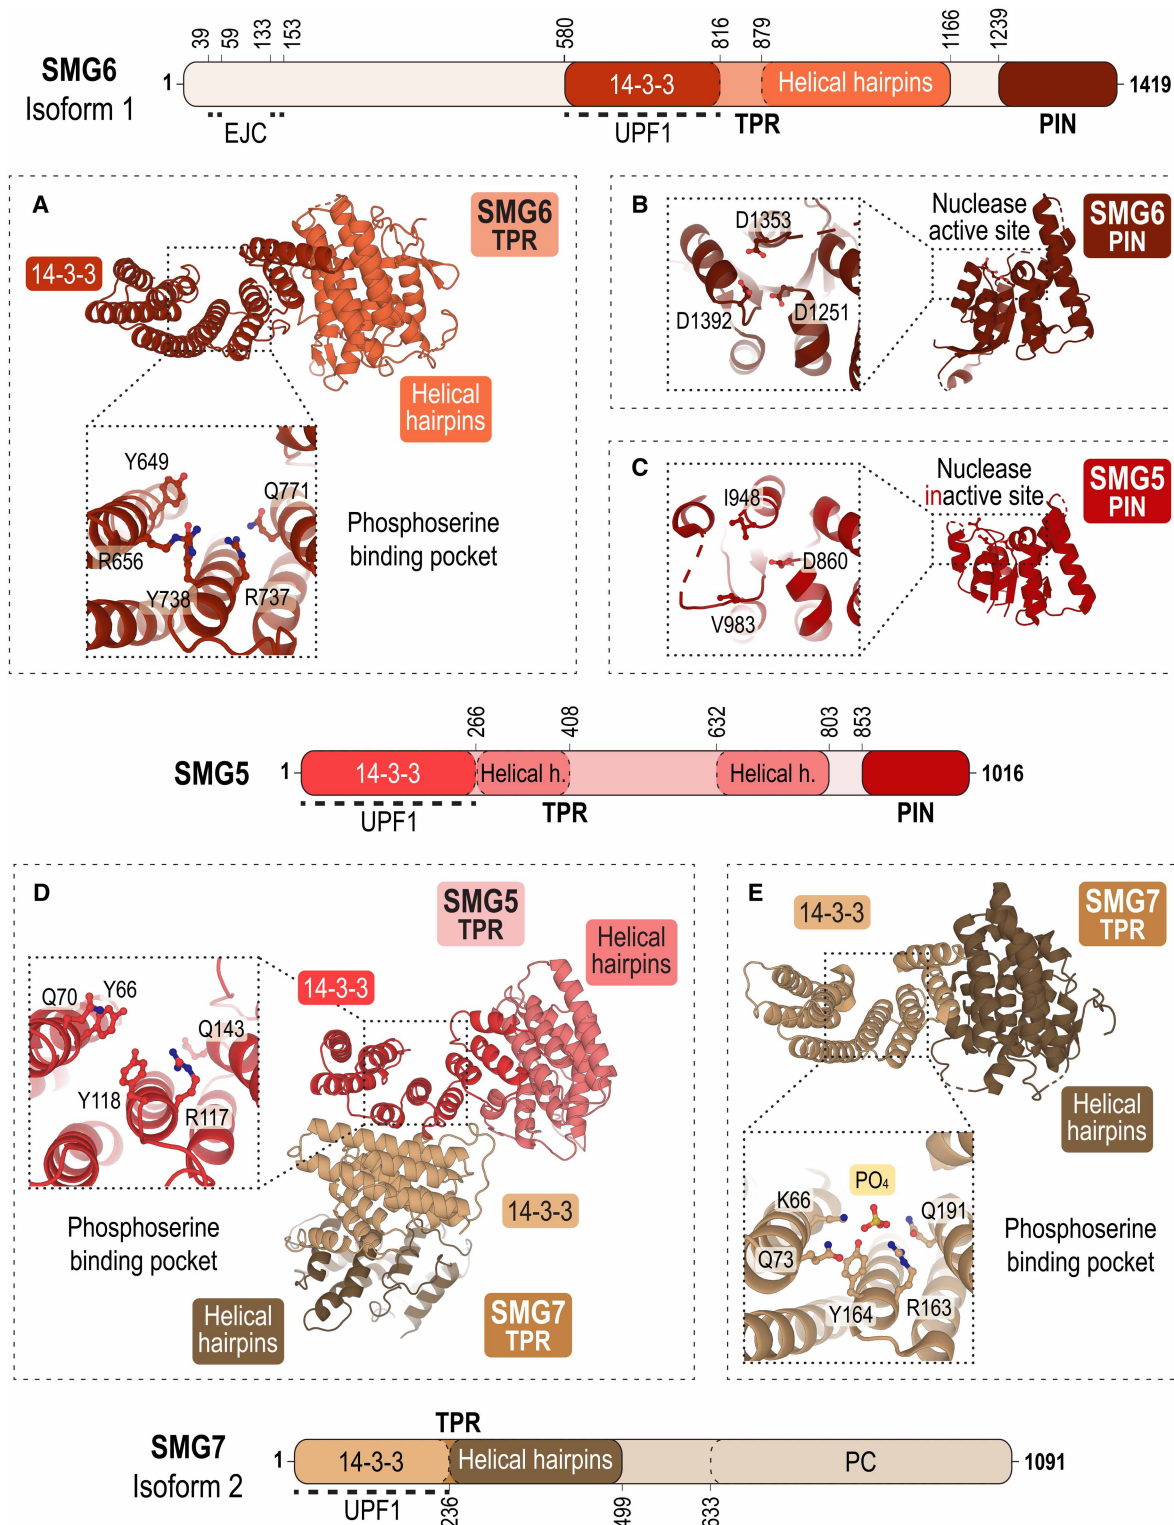 39
59
133
153
580
816
879
1166
1239
SMG6
Isoform 1
1
14-3-3
Helical hairpins
1419
EJC
UPF1
TPR
PIN
A
SMG6
TPR
14-3-3
Helical
hairpins
Y649
Q771
R656
Y738
R737
Phosphoserine
binding pocket
B
D1353
D1392
D1251
Nuclease
active site
SMG6
PIN
C
I948
D860
V983
Nuclease
inactive site
SMG5
PIN
266
408
632
803
853
SMG5
1
14-3-3
Helical h.
Helical h.
1016
UPF1
TPR
PIN
D
SMG5
TPR
Helical
hairpins
14-3-3
Q70
Y66
Q143
Y118
R117
Phosphoserine
binding pocket
14-3-3
Helical
hairpins
SMG7
TPR
E
14-3-3
SMG7
TPR
Helical
hairpins
PO₄
K66
Q191
Q73
Y164
R163
Phosphoserine
binding pocket
TPR
SMG7
Isoform 2
1
14-3-3
Helical hairpins
PC
1091
UPF1
236
499
633